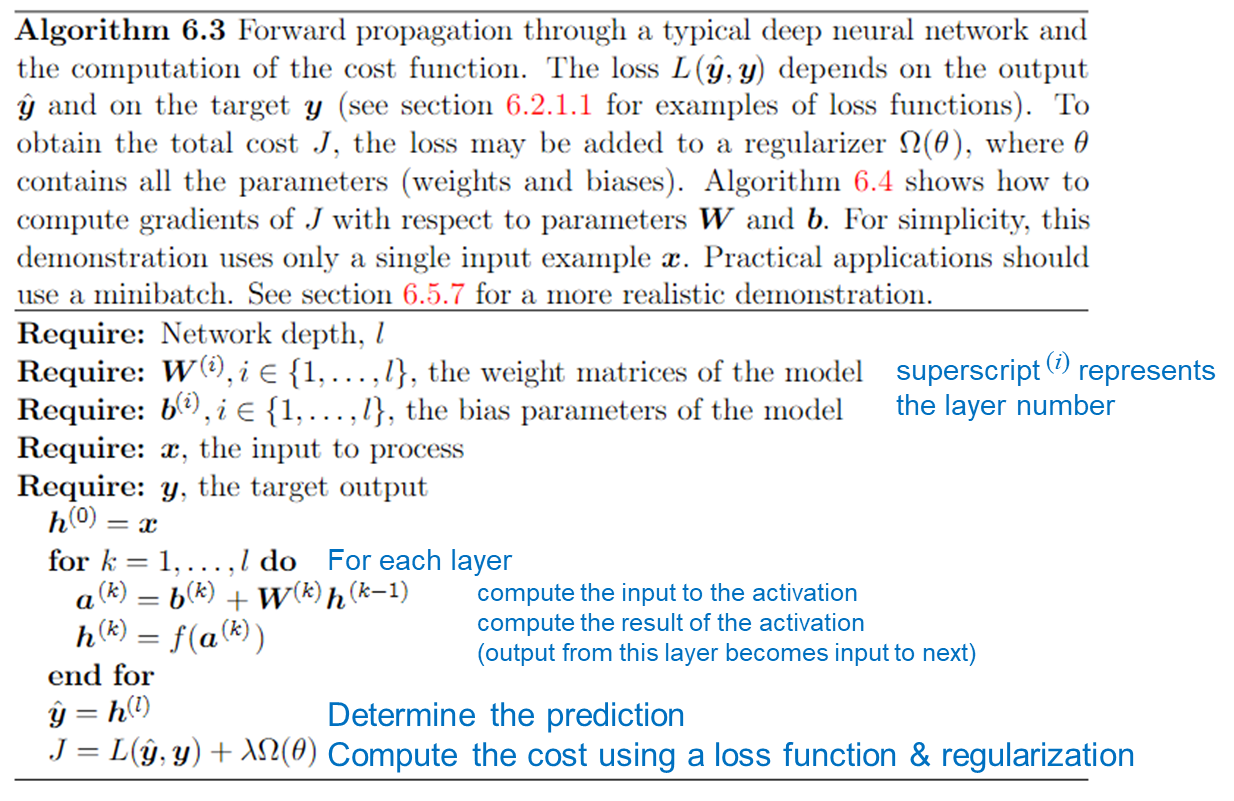 Algorithm 6.3 Forward propagation through a typical deep neural network and
the computation of the cost function. The loss L(ŷ, y) depends on the output
ŷ and on the target y (see section 6.2.1.1 for examples of loss functions). To
obtain the total cost J, the loss may be added to a regularizer Ω(θ), where θ
contains all the parameters (weights and biases). Algorithm 6.4 shows how to
compute gradients of J with respect to parameters W and b. For simplicity, this
demonstration uses only a single input example x. Practical applications should
use a minibatch. See section 6.5.7 for a more realistic demonstration.
Require: Network depth, l
Require: W⁽ⁱ⁾, i ∈ {1, . . . , l}, the weight matrices of the model
superscript ⁽ⁱ⁾ represents
Require: b⁽ⁱ⁾, i ∈ {1, . . . , l}, the bias parameters of the model
the layer number
Require: x, the input to process
Require: y, the target output
h⁽⁰⁾ = x
for k = 1, . . . , l do For each layer
a⁽ᵏ⁾ = b⁽ᵏ⁾ + W⁽ᵏ⁾h⁽ᵏ⁻¹⁾ compute the input to the activation
h⁽ᵏ⁾ = f(a⁽ᵏ⁾) compute the result of the activation
(output from this layer becomes input to next)
end for
ŷ = h⁽ˡ⁾ Determine the prediction
J = L(ŷ, y) + λΩ(θ) Compute the cost using a loss function & regularization